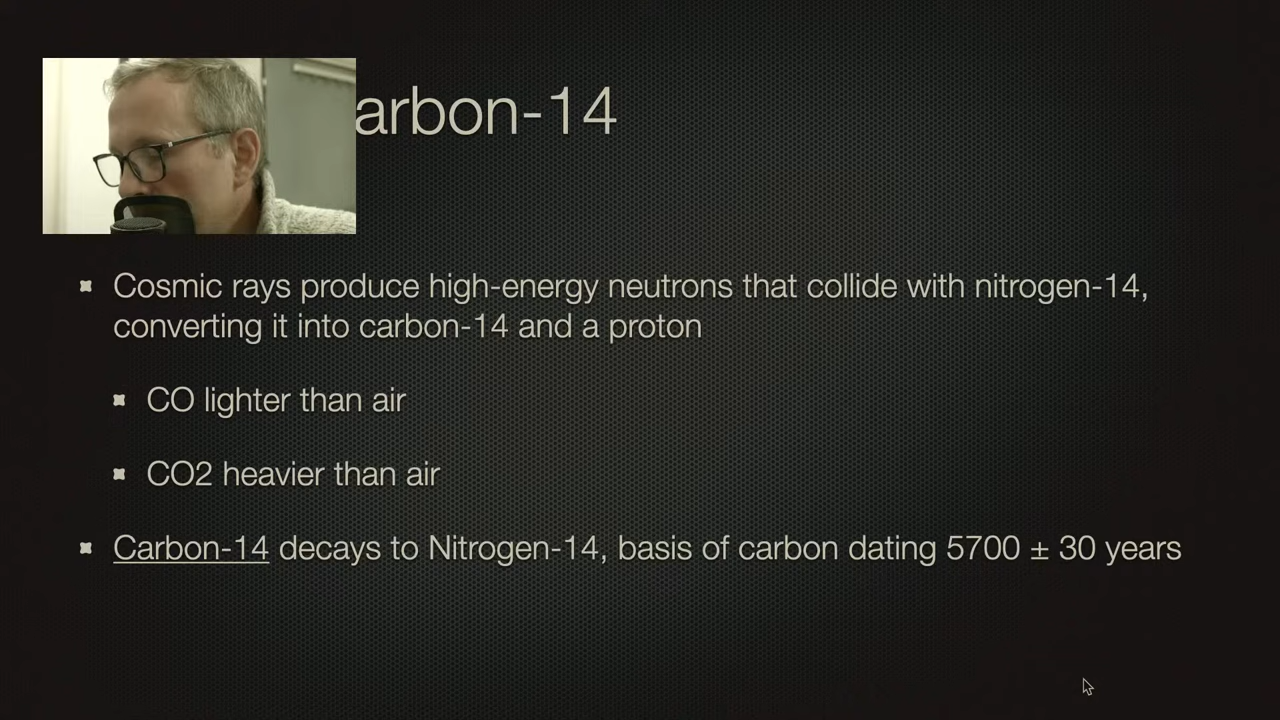 arbon-14
Cosmic rays produce high-energy neutrons that collide with nitrogen-14,
converting it into carbon-14 and a proton
CO lighter than air
CO2 heavier than air
Carbon-14 decays to Nitrogen-14, basis of carbon dating 5700 ± 30 years